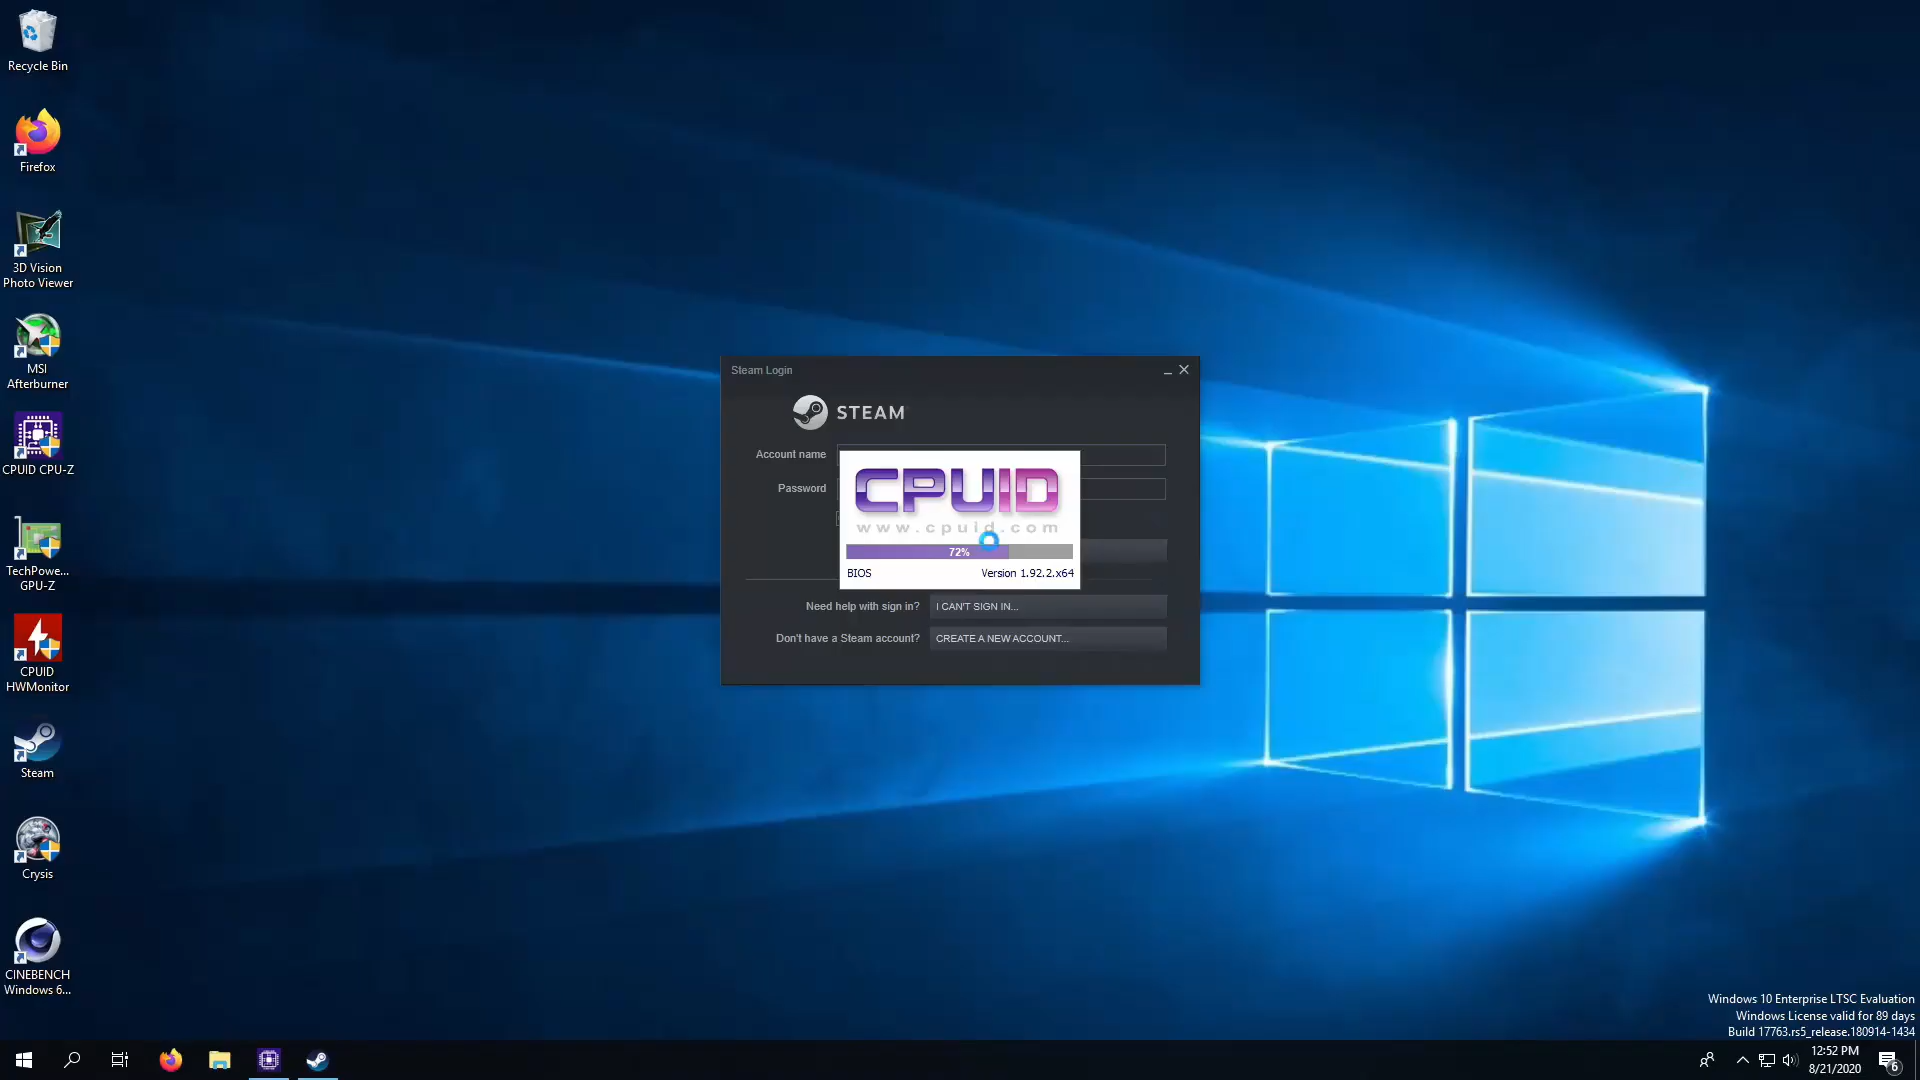 Recycle Bin
Firefox
3D Vision
Photo Viewer
MSI
Afterburner
CPUID CPU-Z
TechPowe...
GPU-Z
CPUID
HWMonitor
Steam
Crysis
CINEBENCH
Windows 6...
Steam Login
STEAM
Account name
Password
CPUID
www.cpuid.com
72%
BIOS Version 1.92.2.x64
Need help with sign in? I CAN'T SIGN IN...
Don't have a Steam account? CREATE A NEW ACCOUNT...
Windows 10 Enterprise LTSC Evaluation
Windows License valid for 89 days
Build 17763.rs5_release.180914-1434
12:52 PM
8/21/2020
6